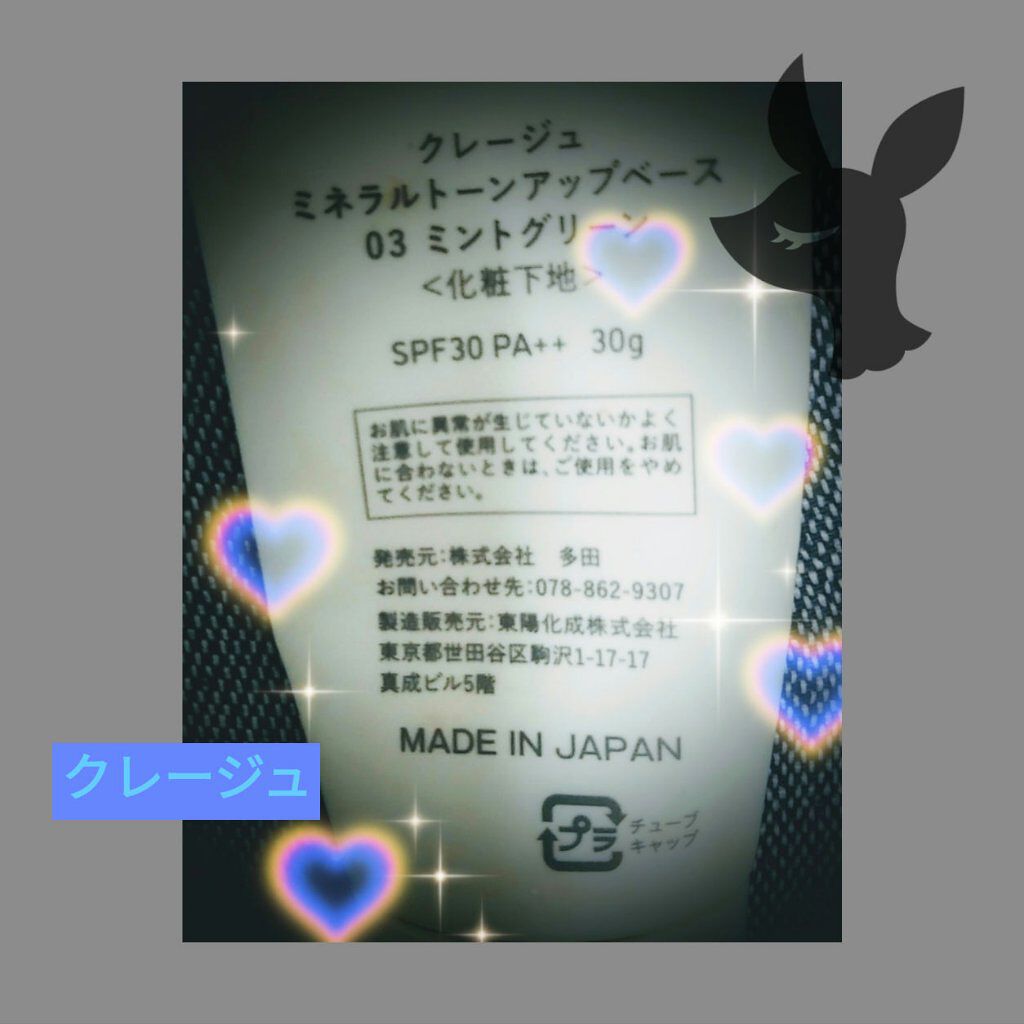 クレージュ
ミネラルトーンアップベース
03 ミントグリーン
<化粧下地>
SPF30 PA++ 30g
お肌に異常が生じていないかよく
注意して使用してください。お肌
に合わないときは、ご使用をやめ
てください。
発売元：株式会社　多田
お問い合わせ先：078-862-9307
製造販売元：東陽化成株式会社
東京都世田谷区駒沢1-17-17
真成ビル5階
MADE IN JAPAN
プラ
チューブ
キャップ
クレージュ